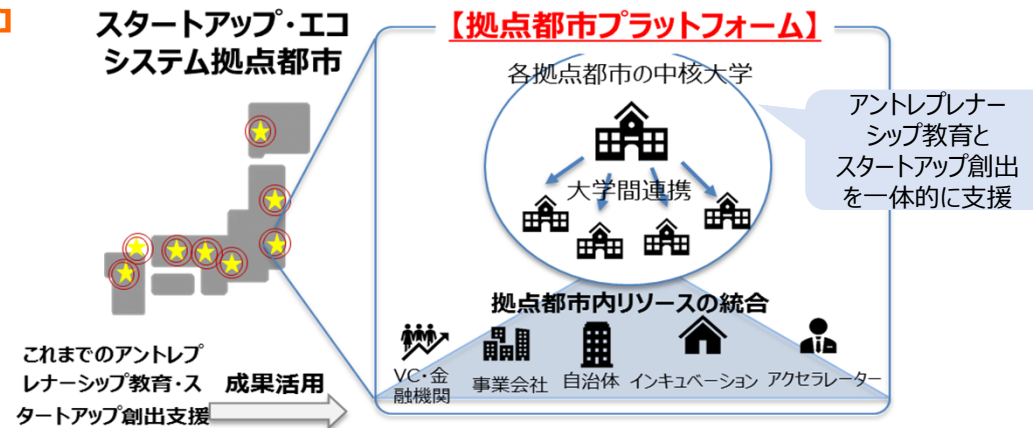 スタートアップ・エコ
システム拠点都市
【拠点都市プラットフォーム】
各拠点都市の中核大学
大学間連携
アントレプレナー
シップ教育と
スタートアップ創出
を一体的に支援
拠点都市内リソースの統合
VC・金
融機関
事業会社
自治体
インキュベーション
アクセラレーター
これまでのアントレプ
レナーシップ教育・ス
タートアップ創出支援
成果活用